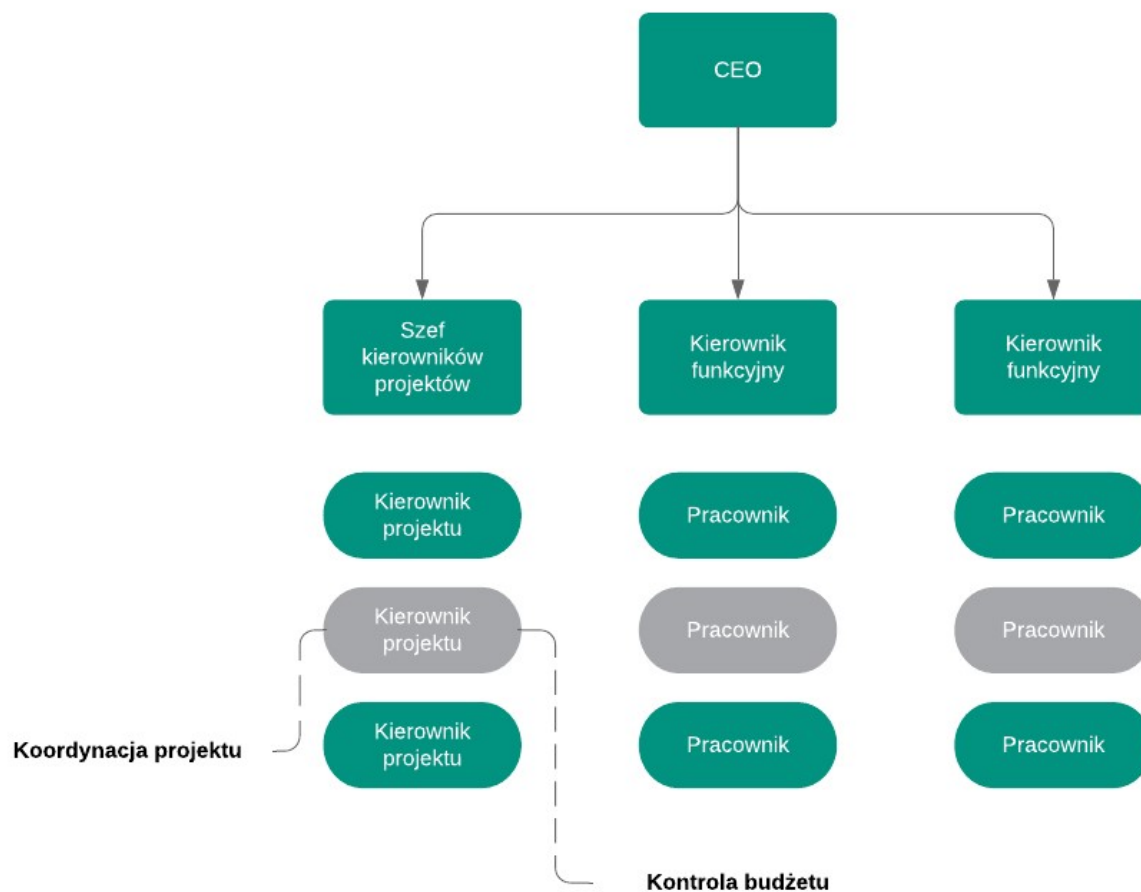 CEO
Szef
kierowników
projektów
Kierownik
funkcyjny
Kierownik
funkcyjny
Kierownik
projektu
Pracownik
Pracownik
Kierownik
projektu
Pracownik
Pracownik
Kierownik
projektu
Pracownik
Pracownik
Koordynacja projektu
Kontrola budżetu